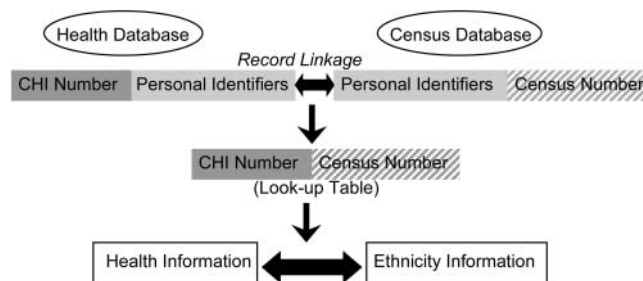 Health Database Census Database
Record Linkage
CHI Number Personal Identifiers Personal Identifiers Census Number
CHI Number Census Number
(Look-up Table)
Health Information Ethnicity Information